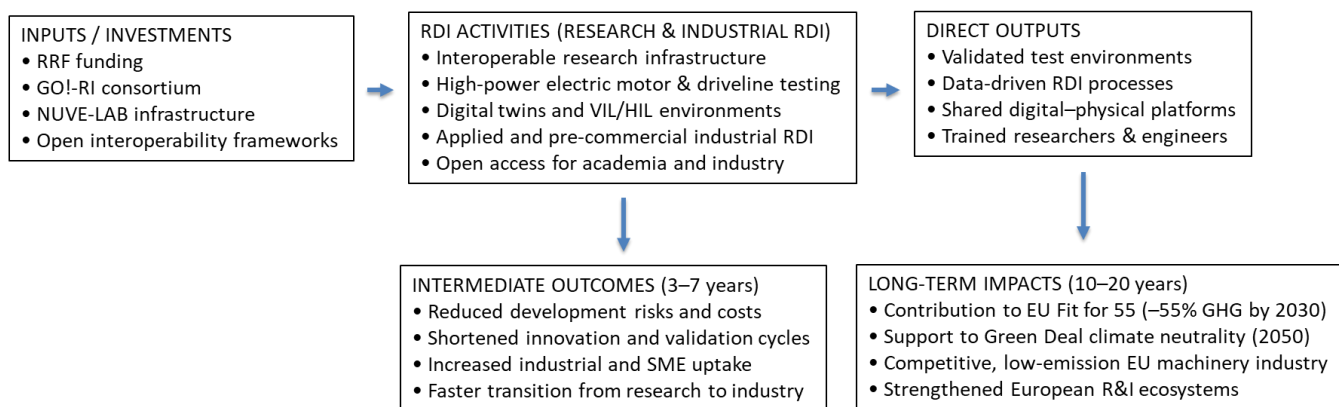 INPUTS / INVESTMENTS
• RRF funding
• GO!-RI consortium
• NUVE-LAB infrastructure
• Open interoperability frameworks
RDI ACTIVITIES (RESEARCH & INDUSTRIAL RDI)
• Interoperable research infrastructure
• High-power electric motor & driveline testing
• Digital twins and VIL/HIL environments
• Applied and pre-commercial industrial RDI
• Open access for academia and industry
DIRECT OUTPUTS
• Validated test environments
• Data-driven RDI processes
• Shared digital–physical platforms
• Trained researchers & engineers
INTERMEDIATE OUTCOMES (3–7 years)
• Reduced development risks and costs
• Shortened innovation and validation cycles
• Increased industrial and SME uptake
• Faster transition from research to industry
LONG-TERM IMPACTS (10–20 years)
• Contribution to EU Fit for 55 (–55% GHG by 2030)
• Support to Green Deal climate neutrality (2050)
• Competitive, low-emission EU machinery industry
• Strengthened European R&I ecosystems